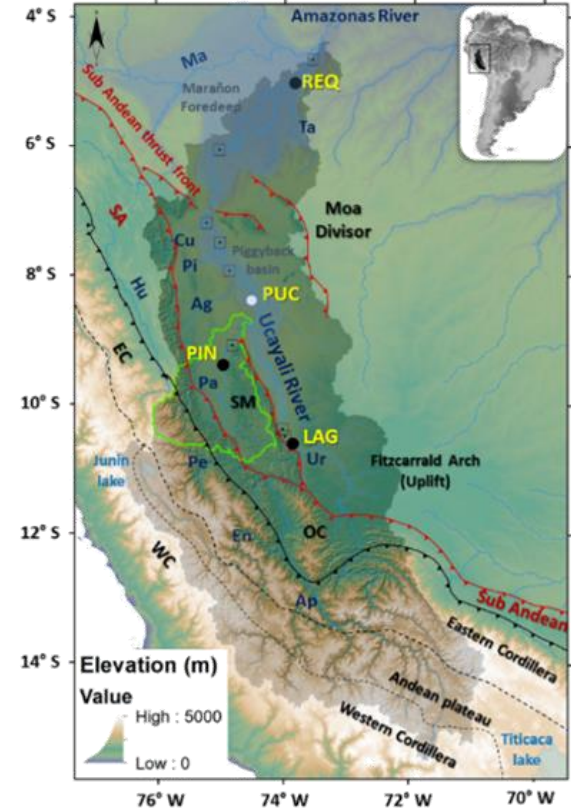 4° S
6° S
8° S
10° S
12° S
14° S
76° W
74° W
72° W
70° W
Amazonas River
Ma
REQ
Marañon
Foredeep
Ta
Sub Andean thrust front
SA
Moa
Divisor
Cu
Pi
Piggyback
basin
Hu
Ag
PUC
Ucayali River
EC
PIN
Pa
SM
LAG
Ur
Pe
Junin
lake
Fitzcarrald Arch
(Uplift)
En
OC
WC
Ap
Sub Andean
Eastern Cordillera
Andean plateau
Western Cordillera
Titicaca
lake
Elevation (m)
Value
High : 5000
Low : 0